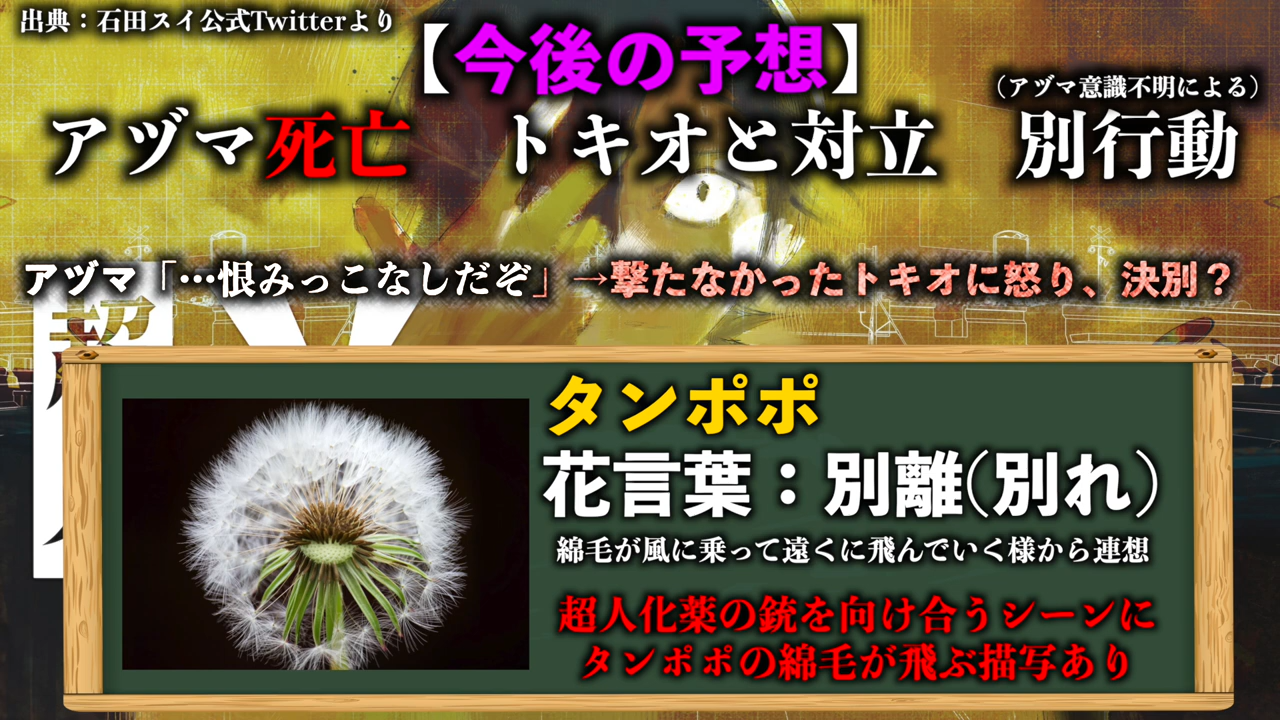 出典：石田スイ公式Twitterより
【今後の予想】
(アヅマ意識不明による)
アヅマ死亡　トキオと対立　別行動
アヅマ「…恨みっこなしだぞ」→撃たなかったトキオに怒り、決別？
超
人
タンポポ
花言葉：別離(別れ)
綿毛が風に乗って遠くに飛んでいく様から連想
超人化薬の銃を向け合うシーンに
タンポポの綿毛が飛ぶ描写あり